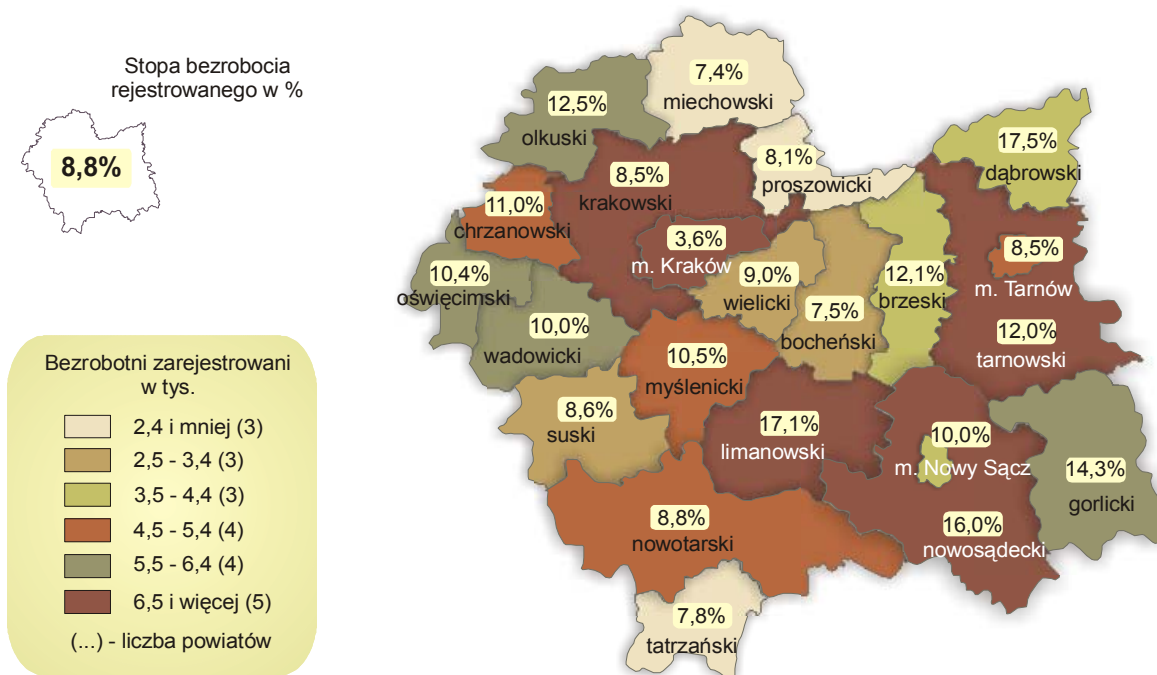 Stopa bezrobocia
rejestrowanego w %
8,8%
7,4%
miechowski
12,5%
olkuski
17,5%
dąbrowski
8,1%
proszowicki
8,5%
krakowski
11,0%
chrzanowski
3,6%
m. Kraków
8,5%
m. Tarnów
10,4%
oświęcimski
9,0%
wielicki
12,1%
brzeski
7,5%
bocheński
10,0%
wadowicki
12,0%
tarnowski
10,5%
myślenicki
8,6%
suski
17,1%
limanowski
10,0%
m. Nowy Sącz
14,3%
gorlicki
8,8%
nowotarski
16,0%
nowosądecki
7,8%
tatrzański
Bezrobotni zarejestrowani
w tys.
2,4 i mniej (3)
2,5 - 3,4 (3)
3,5 - 4,4 (3)
4,5 - 5,4 (4)
5,5 - 6,4 (4)
6,5 i więcej (5)
(...) - liczba powiatów